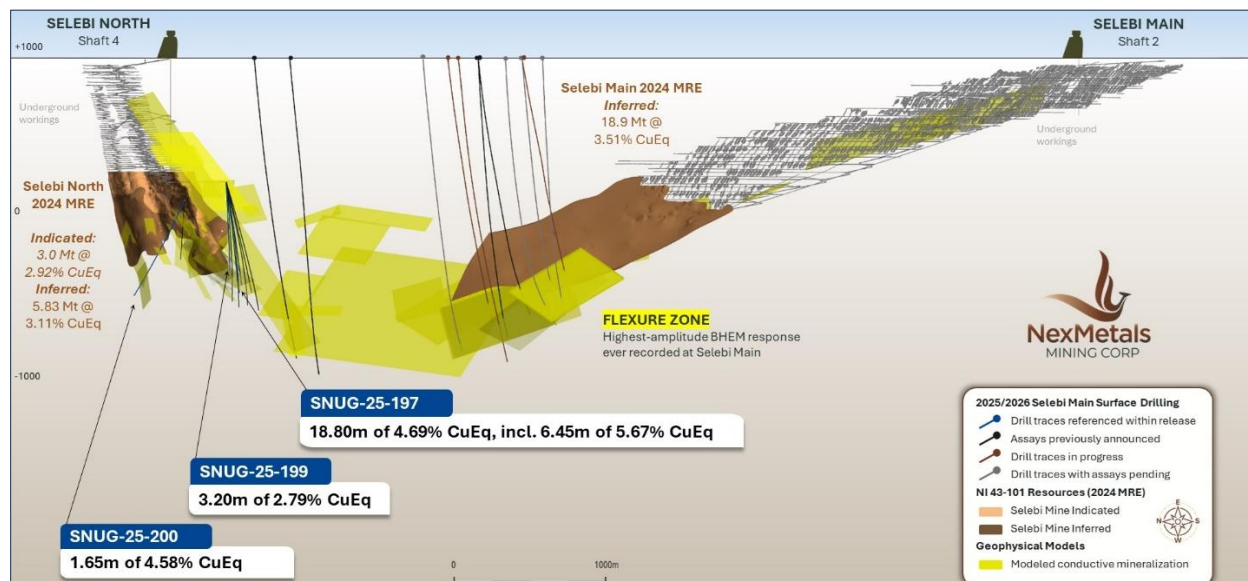 SELEBI NORTH
Shaft 4
SELEBI MAIN
Shaft 2
+1000
Underground
workings
Selebi Main 2024 MRE
Inferred:
18.9 Mt @
3.51% CuEq
Underground
workings
Selebi North
2024 MRE
0
Indicated:
3.0 Mt @
2.92% CuEq
Inferred:
5.83 Mt @
3.11% CuEq
FLEXURE ZONE
Highest-amplitude BHEM response
ever recorded at Selebi Main
NexMetals
MINING CORP
-1000
SNUG-25-197
18.80m of 4.69% CuEq, incl. 6.45m of 5.67% CuEq
SNUG-25-199
3.20m of 2.79% CuEq
SNUG-25-200
1.65m of 4.58% CuEq
0 1000m
2025/2026 Selebi Main Surface Drilling
Drill traces referenced within release
Assays previously announced
Drill traces in progress
Drill traces with assays pending
NI 43-101 Resources (2024 MRE)
Selebi Mine Indicated
Selebi Mine Inferred
Geophysical Models
Modeled conductive mineralization
E
N S
W